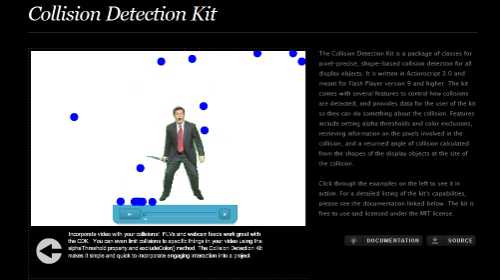 Collision Detection Kit
The Collision Detection Kit is a package of classes for
pixel-precise, shape-based collision detection for all
display objects. It is written in Actionscript 3.0 and
meant for Flash Player version 9 and higher. The kit
comes with several features to control how collisions
are detected, and provides data for the user of the kit
so they can do something about the collision. Features
include setting alpha thresholds and color exclusions,
retrieving information on the pixels involved in the
collision, and a returned angle of collision calculated
from the shapes of the display objects at the site of
the collision.
Click through the examples on the left to see it in
action. For a detailed listing of the kit's capabilities,
please see the documentation linked below. The kit is
free to use and licensed under the MIT license.
DOCUMENTATION
SOURCE
Incorporate video with your collisions! FLVs and webcam feeds work great with
the CDK. You can even limit collisions to specific things in your video using the
alphaThreshold property and excludeColor() method. The Collision Detection Kit
makes it simple and quick to incorporate engaging interaction into a project.